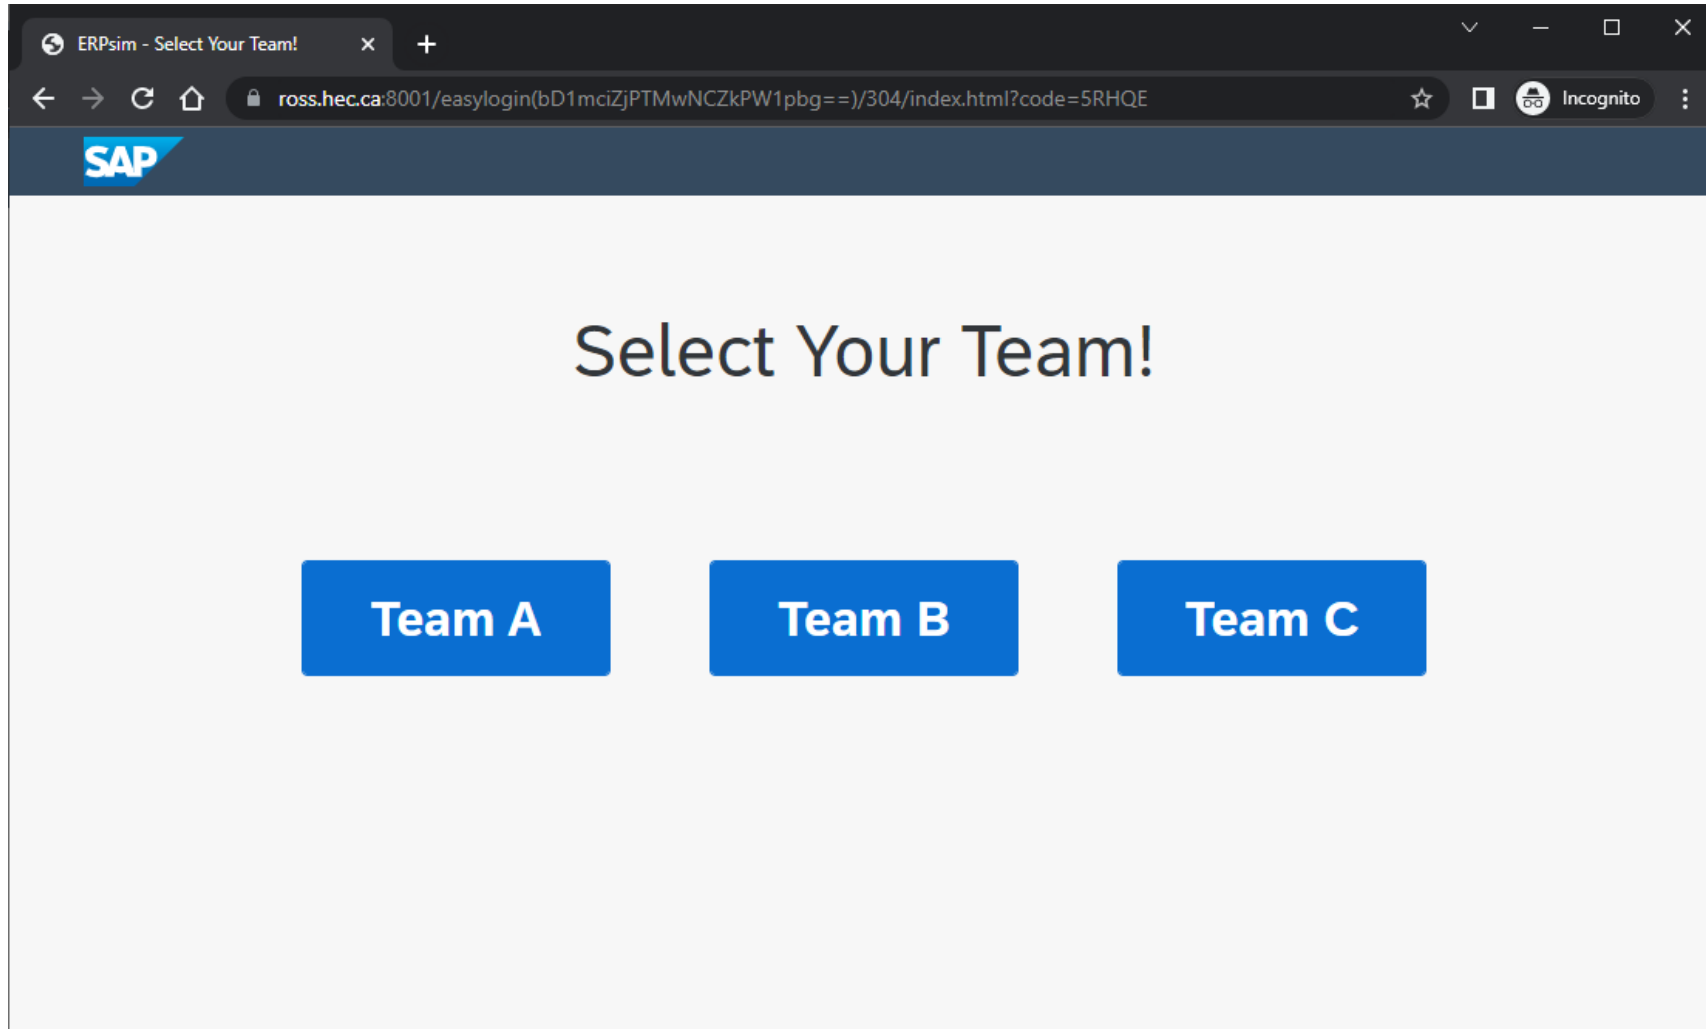 ERPsim - Select Your Team!
ross.hec.ca:8001/easylogin(bD1mciZjPTMwNCZkPW1pbg==)/304/index.html?code=5RHQE
Incognito
SAP
Select Your Team!
Team A
Team B
Team C